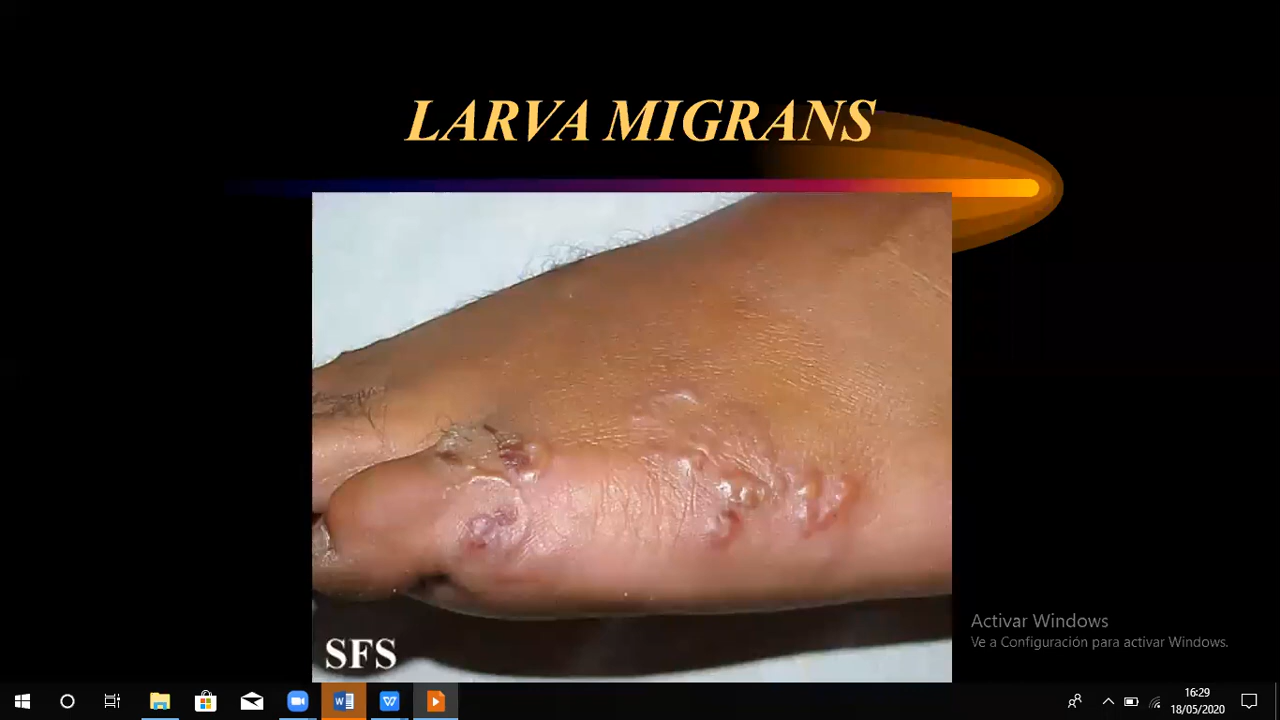 LARVA MIGRANS
SFS
Activar Windows
Ve a Configuración para activar Windows.
16:29
18/05/2020